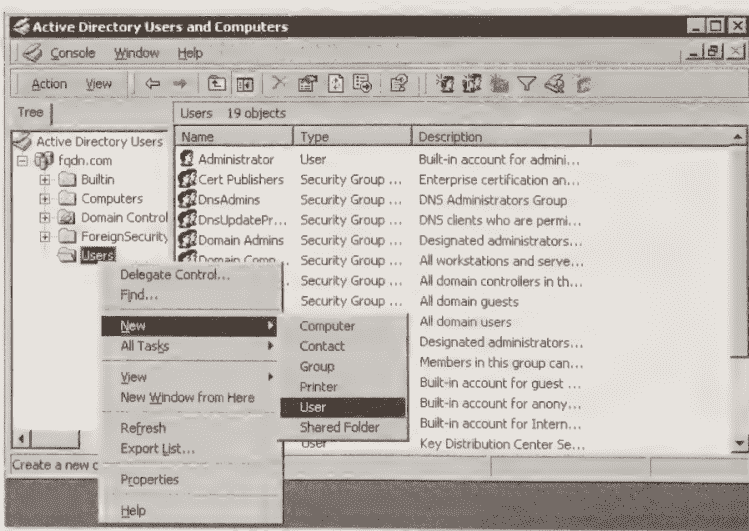 Active Directory Users and Computers
Console Window Help
Action View
Tree
Users 19 objects
Active Directory Users
fqdn.com
Builtin
Computers
Domain Control
ForeignSecurity
Users
Name Type Description
Administrator User Built-in account for admini...
Cert Publishers Security Group ... Enterprise certification an...
DnsAdmins Security Group ... DNS Administrators Group
DnsUpdatePr... Security Group ... DNS clients who are permi...
Domain Admins Security Group ... Designated administrators...
Domain Comp... Security Group ... All workstations and serve...
Security Group ... All domain controllers in th...
Security Group ... All domain guests
All domain users
Designated administrators...
Members in this group can...
Built-in account for guest ...
Built-in account for anony...
Built-in account for Intern...
User Key Distribution Center Se...
Delegate Control...
Find...
New
All Tasks
View
New Window from Here
Refresh
Export List...
Properties
Help
Computer
Contact
Group
Printer
User
Shared Folder
Create a new